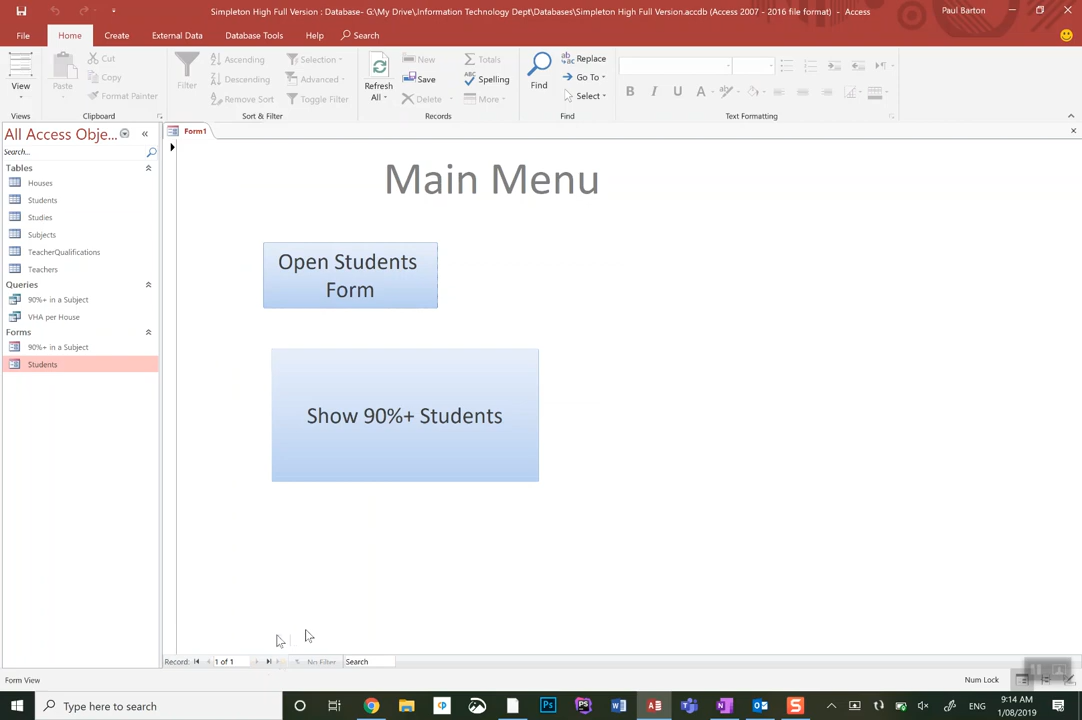 Simpleton High Full Version : Database- G:\My Drive\Information Technology Dept\Databases\Simpleton High Full Version.accdb (Access 2007 - 2016 file format) - Access
Paul Barton
File Home Create External Data Database Tools Help Search
View
Views
Paste
Cut
Copy
Format Painter
Clipboard
Filter
Ascending
Descending
Remove Sort
Selection
Advanced
Toggle Filter
Sort & Filter
Refresh
All
New
Save
Delete
Totals
Spelling
More
Records
Find
Replace
Go To
Select
Find
B I U A
Text Formatting
All Access Obje...
Search...
Tables
Houses
Students
Studies
Subjects
TeacherQualifications
Teachers
Queries
90%+ in a Subject
VHA per House
Forms
90%+ in a Subject
Students
Form1
Main Menu
Open Students
Form
Show 90%+ Students
Record: 1 of 1 No Filter Search
Form View
Num Lock
Type here to search
ENG
9:14 AM
1/08/2019